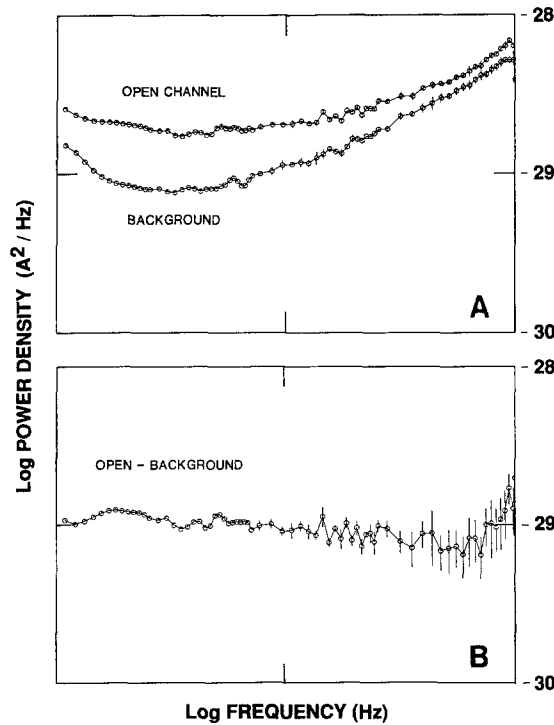 - 28
OPEN CHANNEL
- 29
BACKGROUND
A
- 30
Log POWER DENSITY (A² / Hz)
- 28
OPEN - BACKGROUND
- 29
B
- 30
Log FREQUENCY (Hz)